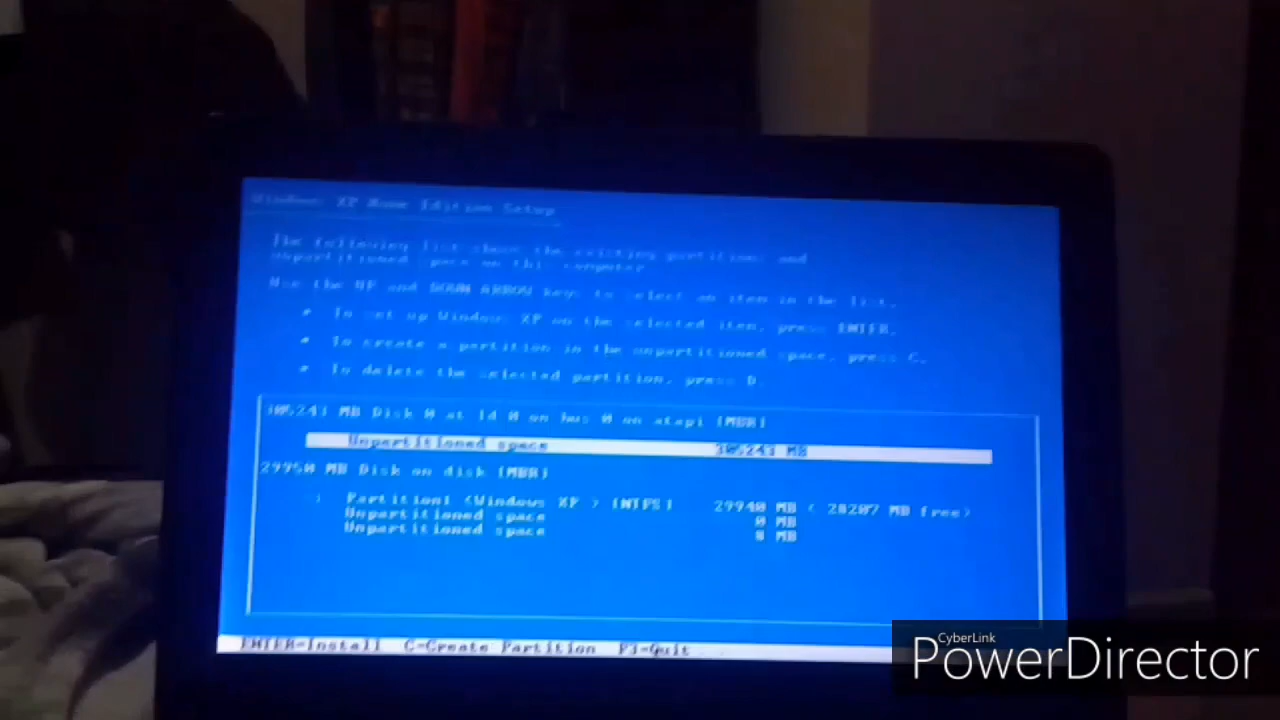 Windows XP Home Edition Setup
The following list shows the existing partitions and
unpartitioned space on this computer.
Use the UP and DOWN ARROW keys to select an item in the list.
• To set up Windows XP on the selected item, press ENTER.
• To create a partition in the unpartitioned space, press C.
• To delete the selected partition, press D.
305243 MB Disk 0 at Id 0 on bus 0 on atapi [MBR]
Unpartitioned space 305243 MB
29950 MB Disk on disk [MBR]
Partition1 (Windows XP ) [NTFS] 29940 MB ( 28207 MB free)
Unpartitioned space 0 MB
Unpartitioned space 8 MB
ENTER=Install C=Create Partition F3=Quit
CyberLink
PowerDirector